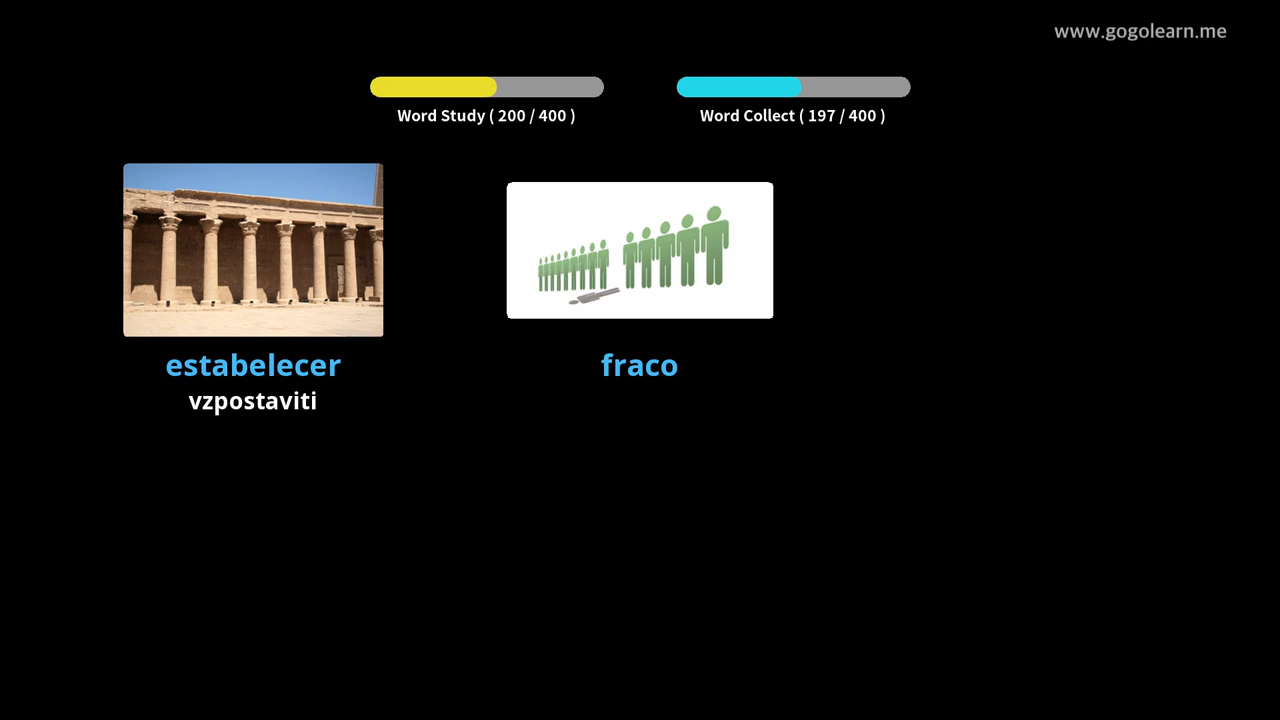 www.gogolearn.me
Word Study ( 200 / 400 )
Word Collect ( 197 / 400 )
estabelecer
vzpostaviti
fraco